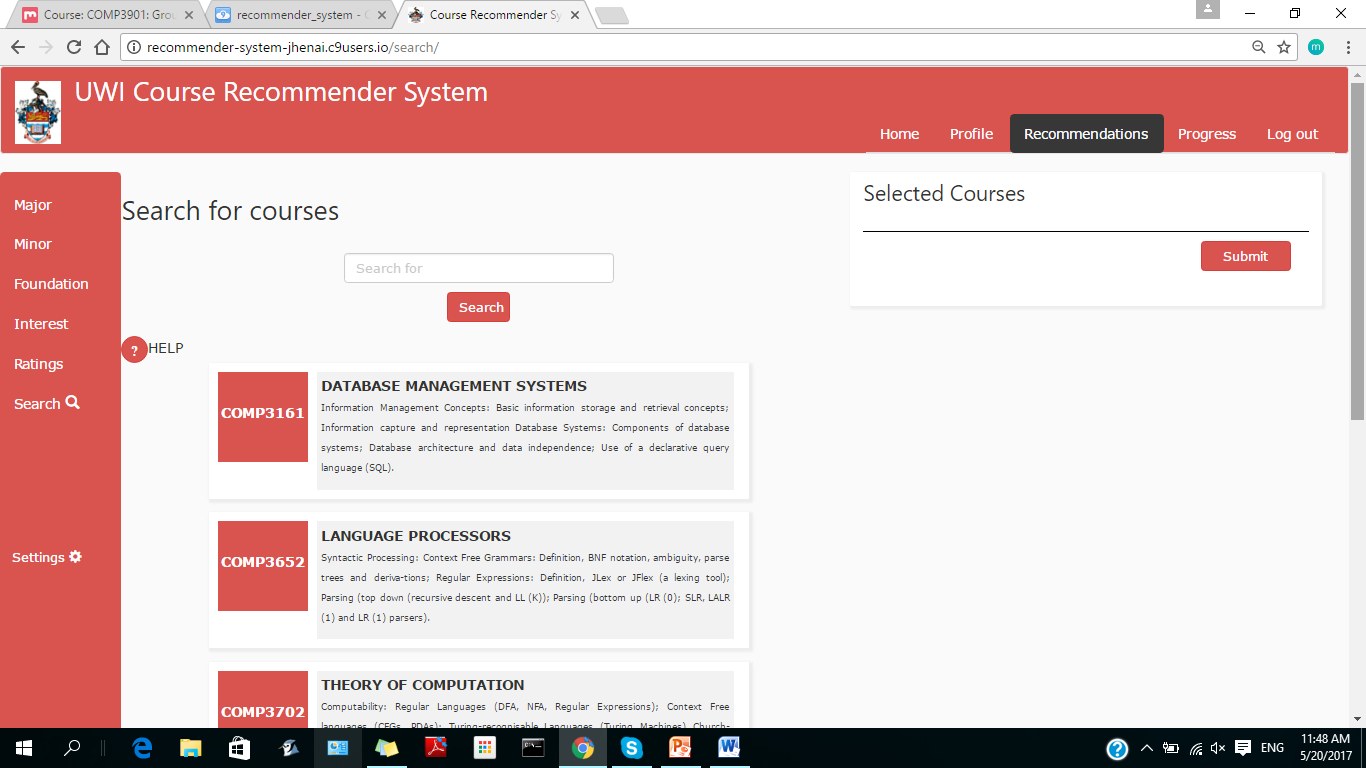 Course: COMP3901: Grou
recommender_system - C
Course Recommender Sy
recommender-system-jhenai.c9users.io/search/
m
UWI Course Recommender System
Home Profile Recommendations Progress Log out
Major
Minor
Foundation
Interest
Ratings
Search
Settings
Search for courses
Search for
Search
? HELP
COMP3161
DATABASE MANAGEMENT SYSTEMS
Information Management Concepts: Basic information storage and retrieval concepts;
Information capture and representation Database Systems: Components of database
systems; Database architecture and data independence; Use of a declarative query
language (SQL).
COMP3652
LANGUAGE PROCESSORS
Syntactic Processing: Context Free Grammars: Definition, BNF notation, ambiguity, parse
trees and deriva-tions; Regular Expressions: Definition, JLex or JFlex (a lexing tool);
Parsing (top down (recursive descent and LL (K)); Parsing (bottom up (LR (0); SLR, LALR
(1) and LR (1) parsers).
COMP3702
THEORY OF COMPUTATION
Computability: Regular Languages (DFA, NFA, Regular Expressions); Context Free
languages (CFGs, PDAs); Turing-recognisable Languages (Turing Machines) Church-
Selected Courses
Submit
ENG
11:48 AM
5/20/2017